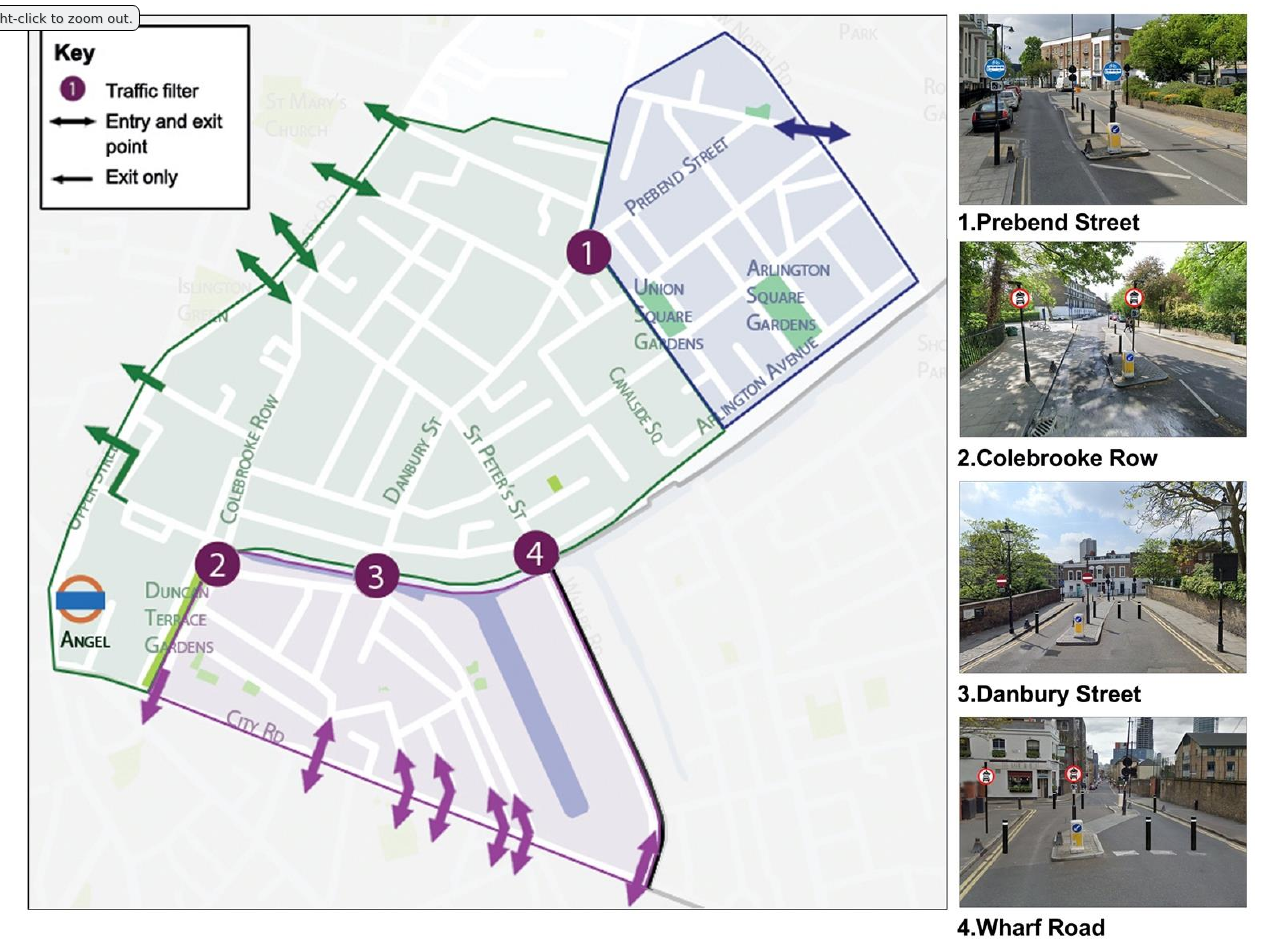 ht-click to zoom out.
Key
1 Traffic filter
Entry and exit
point
Exit only
ST MARY'S
CHURCH
PARK
PREBEND STREET
1
ISLINGTON
GREEN
UNION
SQUARE
GARDENS
ARLINGTON
SQUARE
GARDENS
ARLINGTON AVENUE
CANALSIDE SQ
COLEBROOKE ROW
DANBURY ST
ST PETER'S ST
UPPER STREET
2
3
4
DUNCAN
TERRACE
GARDENS
ANGEL
CITY RD
1.Prebend Street
2.Colebrooke Row
3.Danbury Street
4.Wharf Road